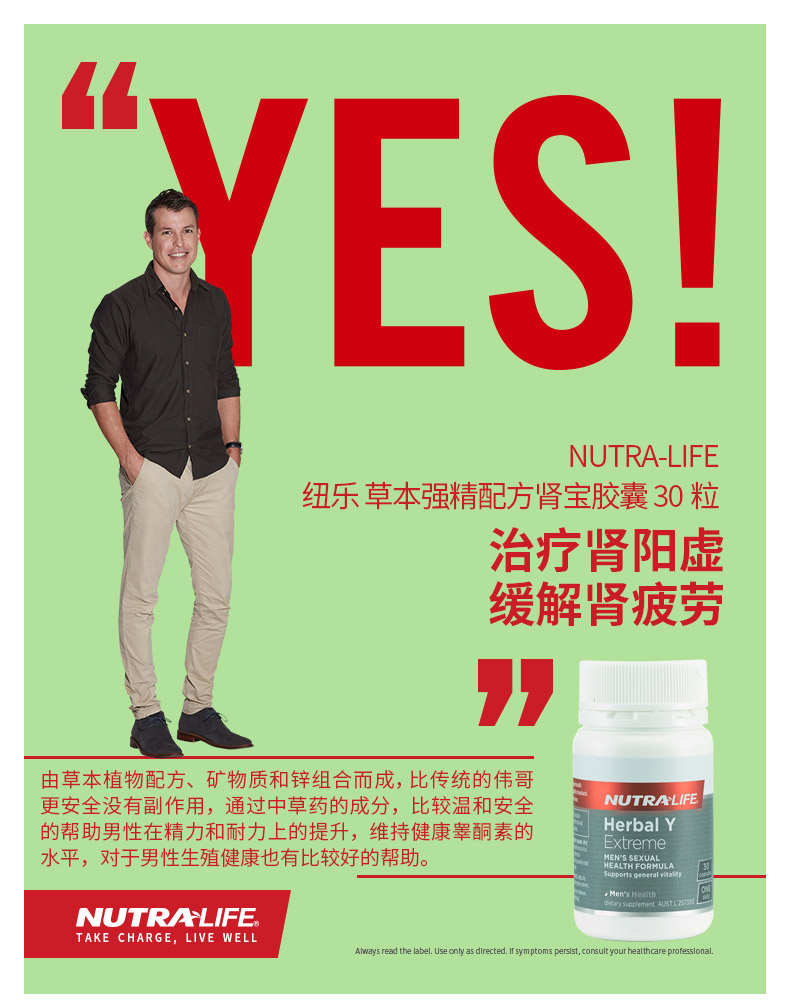 “YES!
NUTRA-LIFE
纽乐 草本强精配方肾宝胶囊 30 粒
治疗肾阳虚
缓解肾疲劳
”
由草本植物配方、矿物质和锌组合而成，比传统的伟哥
更安全没有副作用，通过中草药的成分，比较温和安全
的帮助男性在精力和耐力上的提升，维持健康睾酮素的
水平，对于男性生殖健康也有比较好的帮助。
NUTRA-LIFE
Herbal Y
Extreme
MEN'S SEXUAL
HEALTH FORMULA
Supports general vitality
30
capsules
ONE
daily
Men's Health
dietary supplement AUST L
NUTRA-LIFE®
TAKE CHARGE, LIVE WELL
Always read the label. Use only as directed. If symptoms persist, consult your healthcare professional.